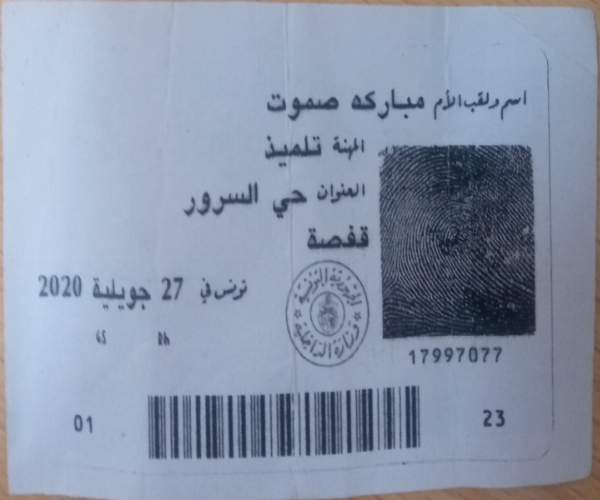 اسم ولقب الأم مباركه صموت
المهنة تلميذ
العنوان حي السرور
قفصة
تونس في 27 جويلية 2020
الجمهورية التونسية
وزارة الداخلية
17997077
01
23